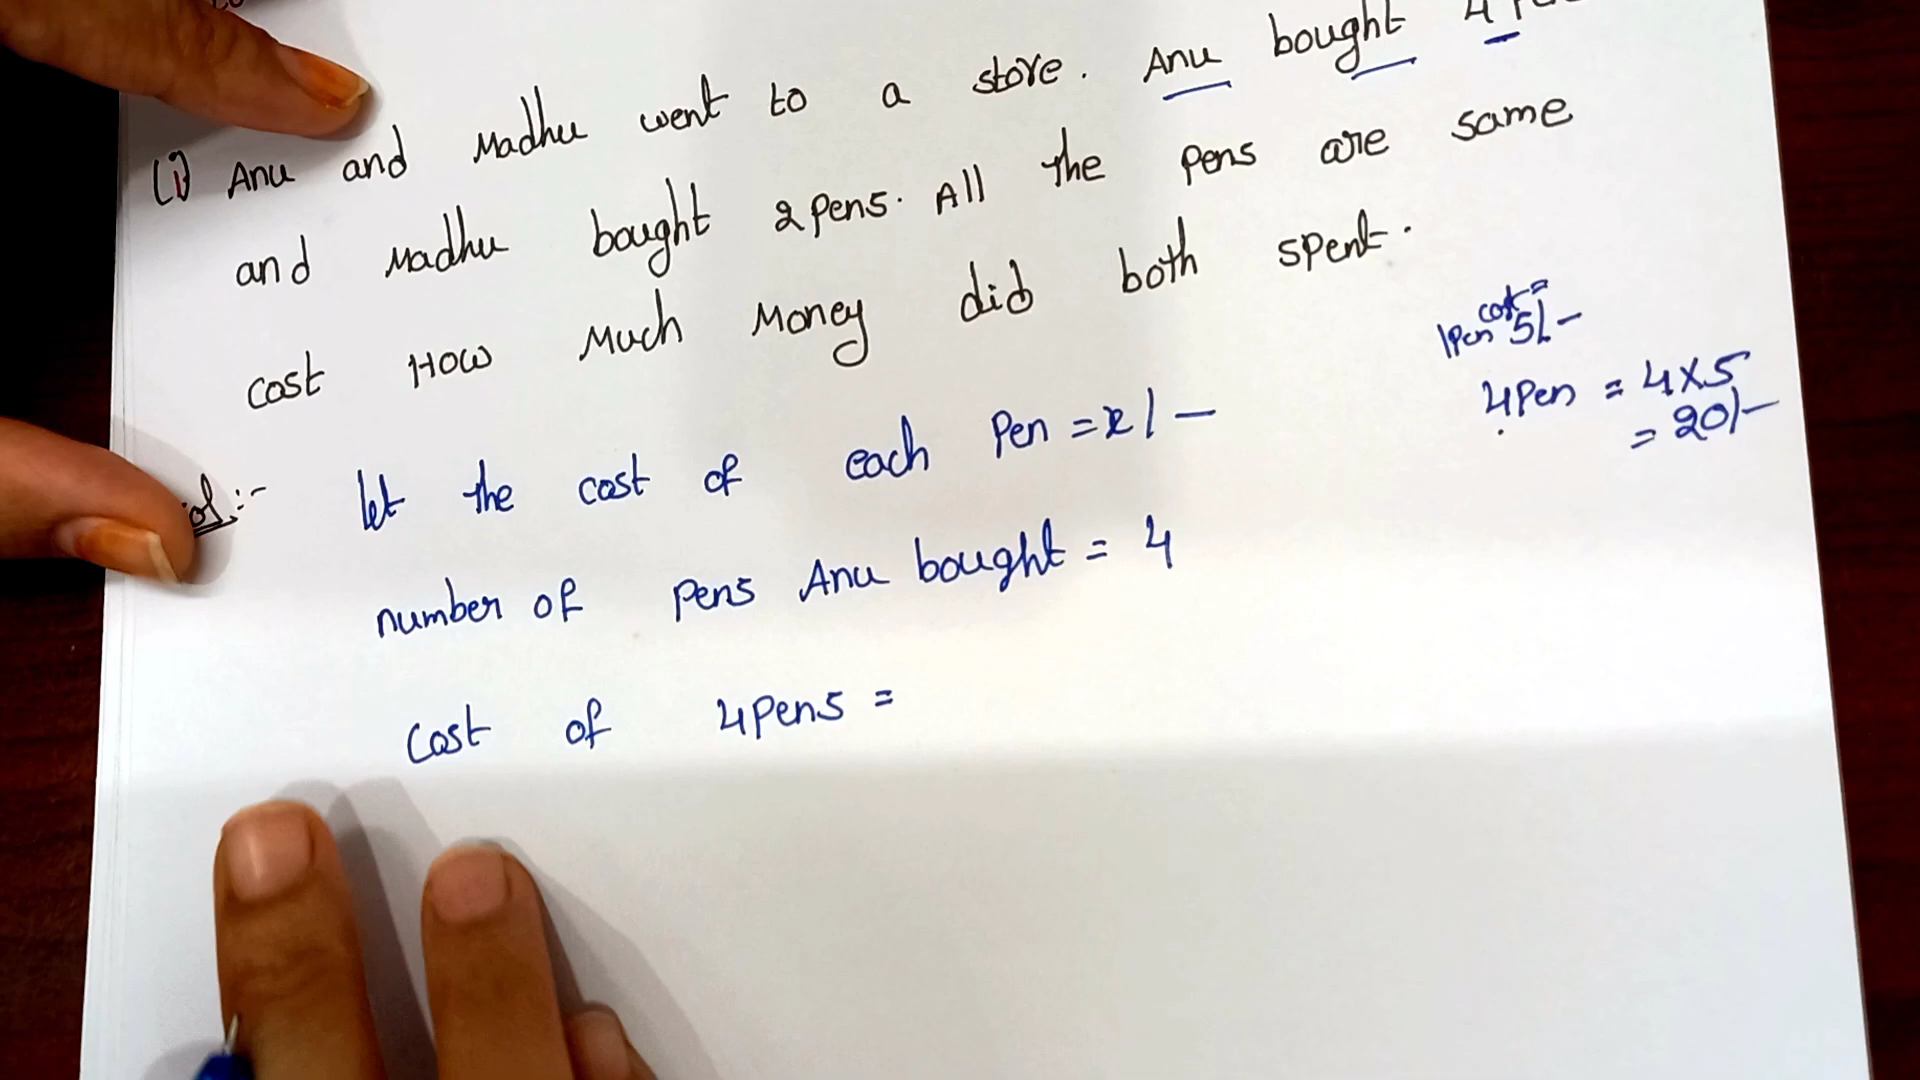 (i) Anu and Madhu went to a store. Anu bought 4
and Madhu bought 2 pens. All the pens are same
cost How Much Money did both spent.
cost =
1Pen 5/-
4Pen = 4x5
= 20/-
let the cost of each Pen = x/-
number of pens Anu bought = 4
Cost of 4 Pens =